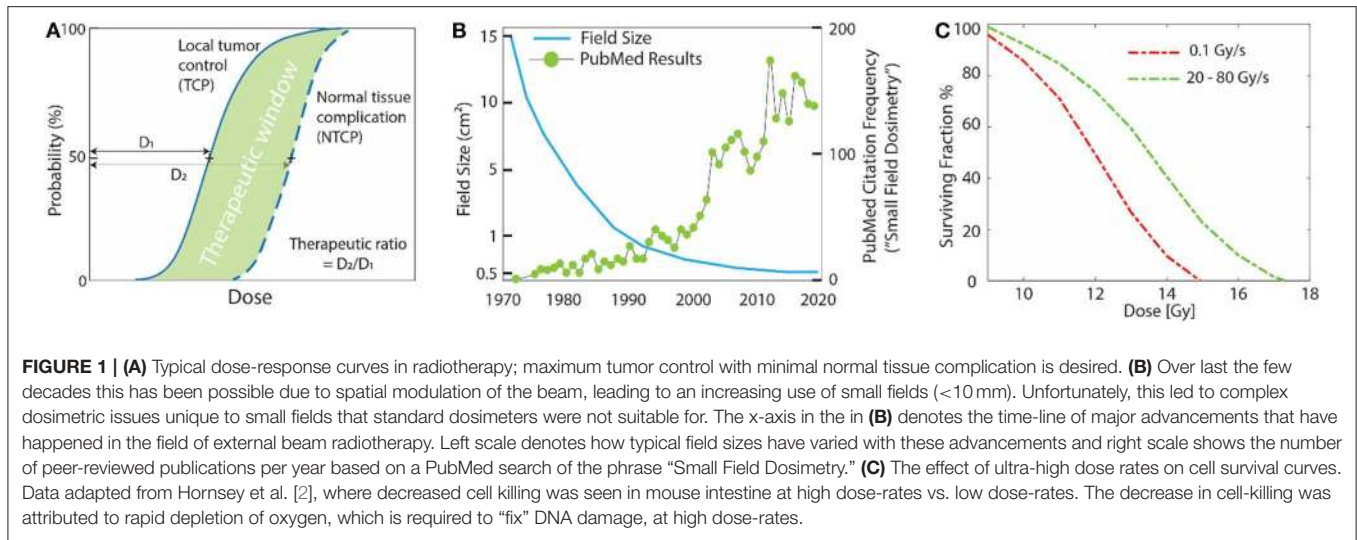 A
100
Local tumor
control
(TCP)
Therapeutic window
Normal tissue
complication
(NTCP)
Probability (%)
D1
50
D2
Therapeutic ratio
= D2/D1
0
Dose
B
15
Field Size
PubMed Results
200
10
Field Size (cm²)
5
100
1
0.5
0
PubMed Citation Frequency
("Small Field Dosimetry")
1970 1980 1990 2000 2010 2020
C
100
0.1 Gy/s
80
20 - 80 Gy/s
60
Surviving Fraction %
40
20
0
10 12 14 16 18
Dose [Gy]
FIGURE 1 | (A) Typical dose-response curves in radiotherapy; maximum tumor control with minimal normal tissue complication is desired. (B) Over last the few
decades this has been possible due to spatial modulation of the beam, leading to an increasing use of small fields (<10 mm). Unfortunately, this led to complex
dosimetric issues unique to small fields that standard dosimeters were not suitable for. The x-axis in the in (B) denotes the time-line of major advancements that have
happened in the field of external beam radiotherapy. Left scale denotes how typical field sizes have varied with these advancements and right scale shows the number
of peer-reviewed publications per year based on a PubMed search of the phrase “Small Field Dosimetry.” (C) The effect of ultra-high dose rates on cell survival curves.
Data adapted from Hornsey et al. [2], where decreased cell killing was seen in mouse intestine at high dose-rates vs. low dose-rates. The decrease in cell-killing was
attributed to rapid depletion of oxygen, which is required to “fix” DNA damage, at high dose-rates.